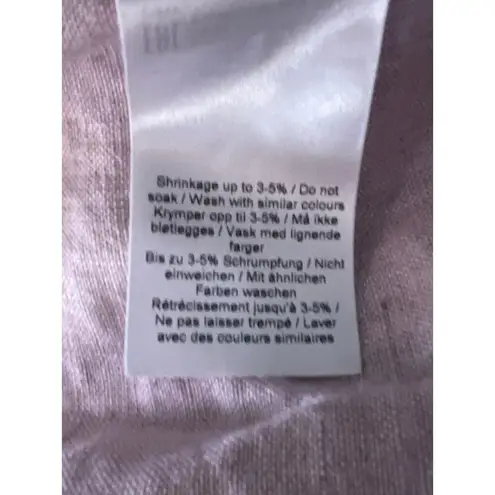 Shrinkage up to 3-5% / Do not
soak / Wash with similar colours
Krymper opp til 3-5% / Må ikke
bløtlegges / Vask med lignende
farger
Bis zu 3-5% Schrumpfung / Nicht
einweichen / Mit ähnlichen
Farben waschen
Rétrécissement jusqu'à 3-5% /
Ne pas laisser trempé / Laver
avec des couleurs similaires